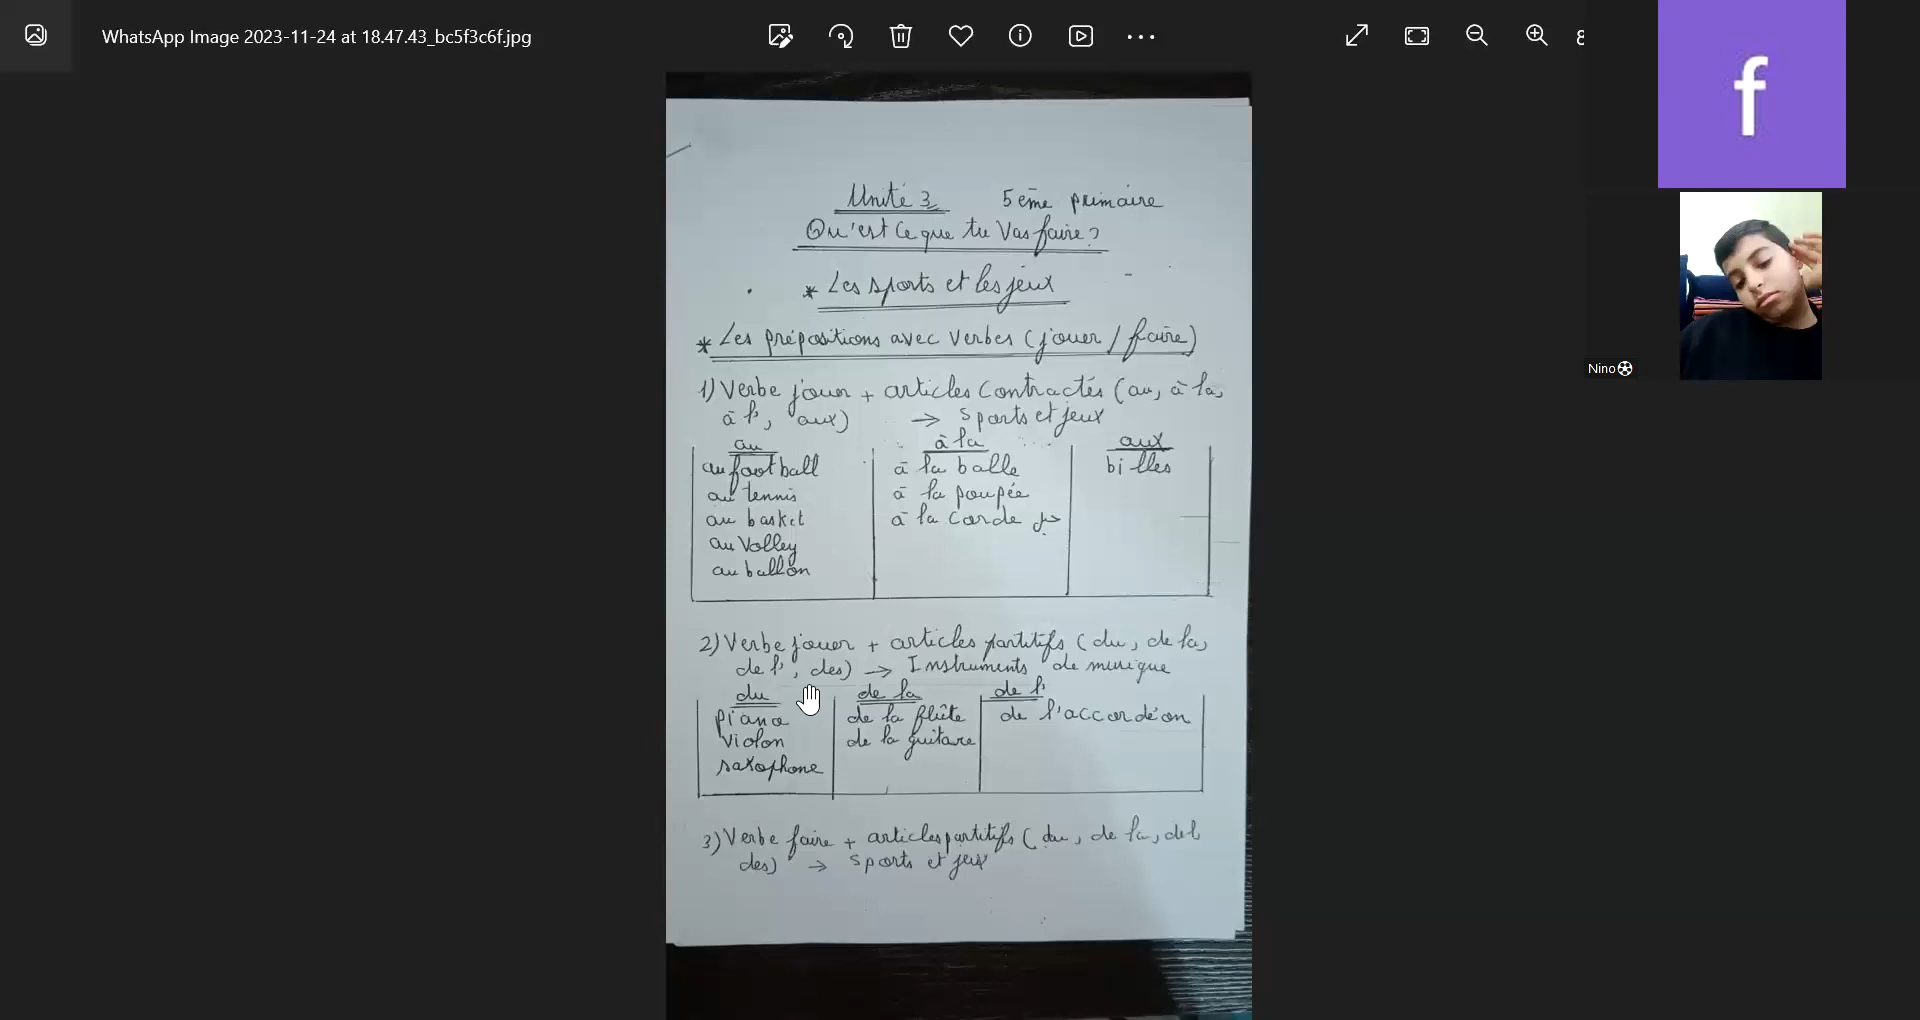 WhatsApp Image 2023-11-24 at 18.47.43_bc5f3c6f.jpg
f
Nino⚽
Unité 3 5ème primaire
Qu'est ce que tu Vas faire?
* Les sports et les jeux
* Les prépositions avec Verbes (jouer / faire)
1) Verbe jouer + articles Contractés (au, à la,
à l', aux) → sports et jeux
au à la aux
au football à la balle billes
au tennis à la poupée
au basket à la corde
au Volley
au ballon
2) Verbe jouer + articles partitifs (du, de la,
de l', des) → Instruments de musique
du de la de l'
piano de la flûte de l'accordéon
violon de la guitare
saxophone
3) Verbe faire + articles partitifs (du, de la, de l
des) → sports et jeux